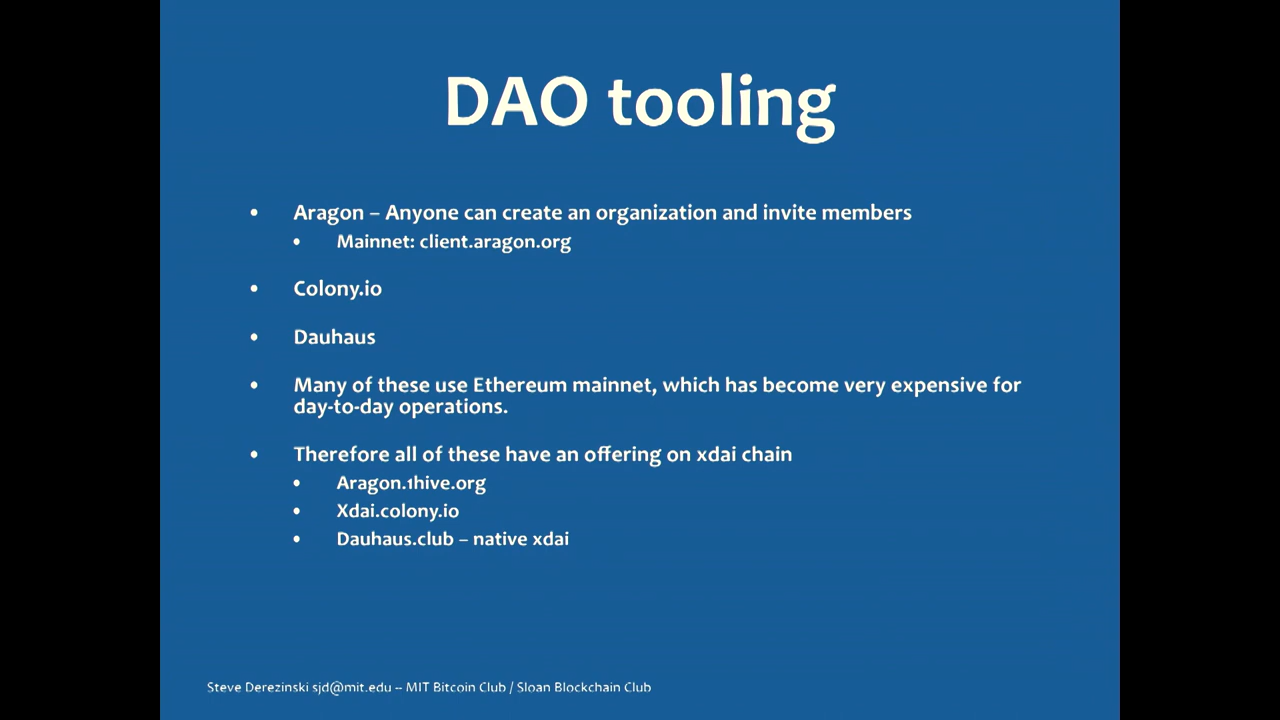 DAO tooling
• Aragon – Anyone can create an organization and invite members
• Mainnet: client.aragon.org
• Colony.io
• Dauhaus
• Many of these use Ethereum mainnet, which has become very expensive for
day-to-day operations.
• Therefore all of these have an offering on xdai chain
• Aragon.1hive.org
• Xdai.colony.io
• Dauhaus.club – native xdai
Steve Derezinski sjd@mit.edu -- MIT Bitcoin Club / Sloan Blockchain Club